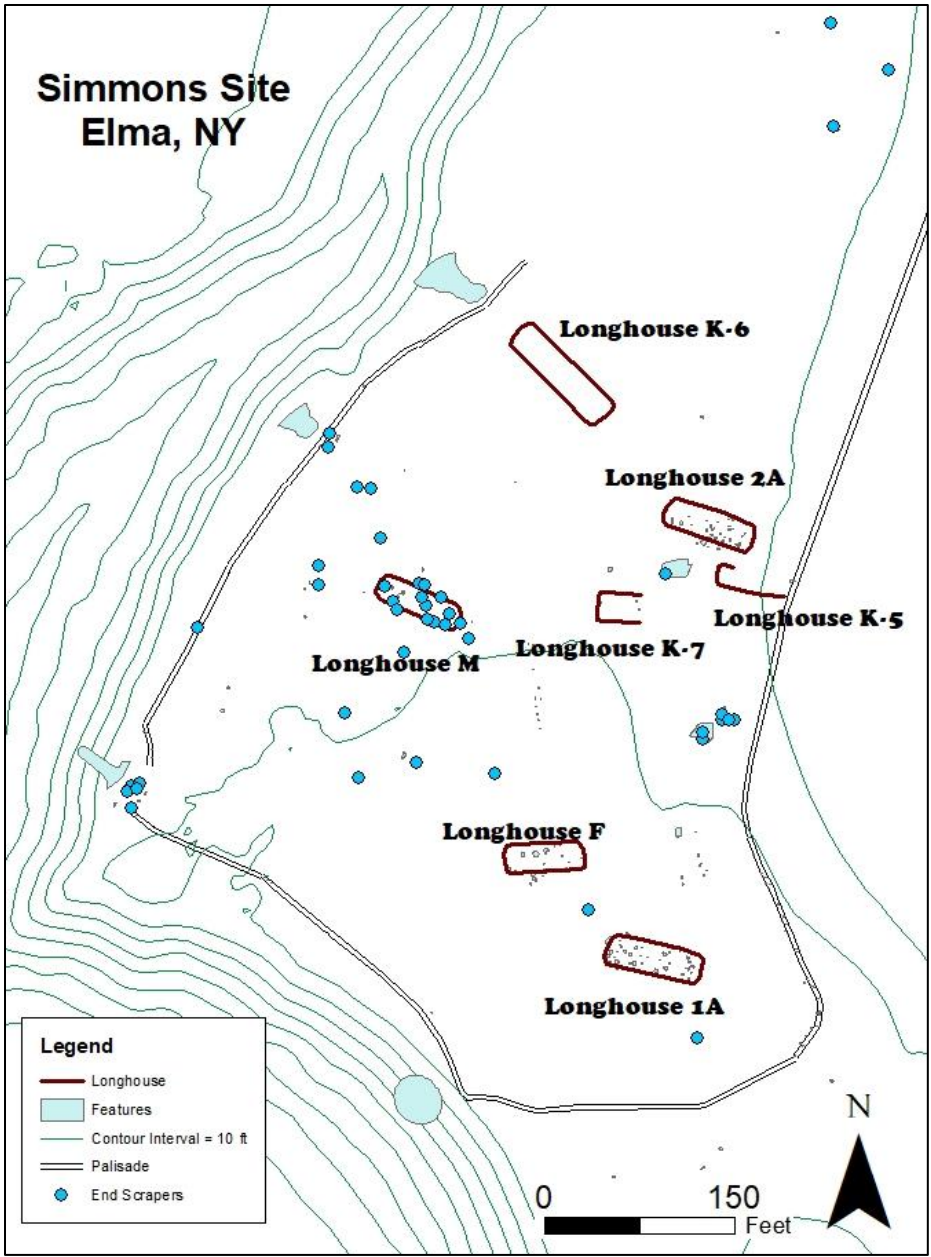 Simmons Site
Elma, NY
Longhouse K-6
Longhouse 2A
Longhouse K-5
Longhouse K-7
Longhouse M
Longhouse F
Longhouse 1A
Legend
Longhouse
Features
Contour Interval = 10 ft
Palisade
End Scrapers
N
0 150
Feet